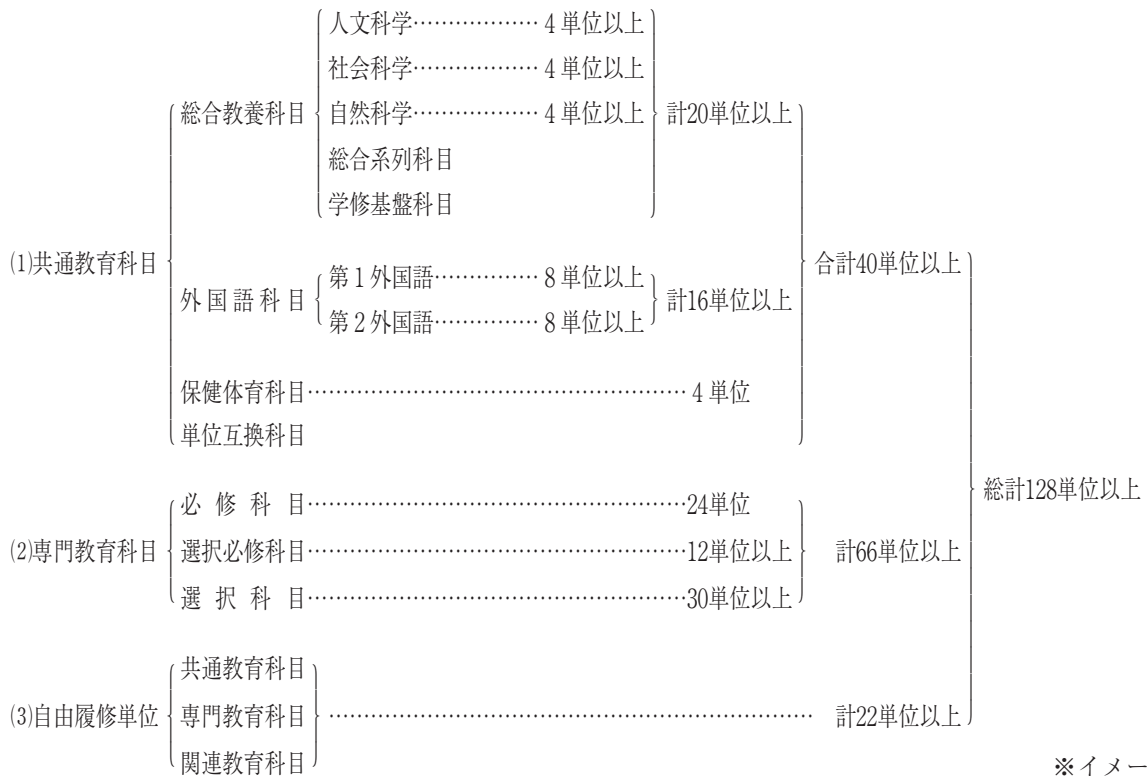 人文科学………………4単位以上
社会科学………………4単位以上
総合教養科目 自然科学………………4単位以上 計20単位以上
総合系列科目
学修基盤科目
(1)共通教育科目 合計40単位以上
第1外国語……………8単位以上
外国語科目 計16単位以上
第2外国語……………8単位以上
保健体育科目………………………………………………4単位
単位互換科目
総計128単位以上
必修科目………………………………………………24単位
(2)専門教育科目 選択必修科目………………………………………………12単位以上 計66単位以上
選択科目………………………………………………30単位以上
共通教育科目
(3)自由履修単位 専門教育科目 …………………………………………………………… 計22単位以上
関連教育科目
※イメー